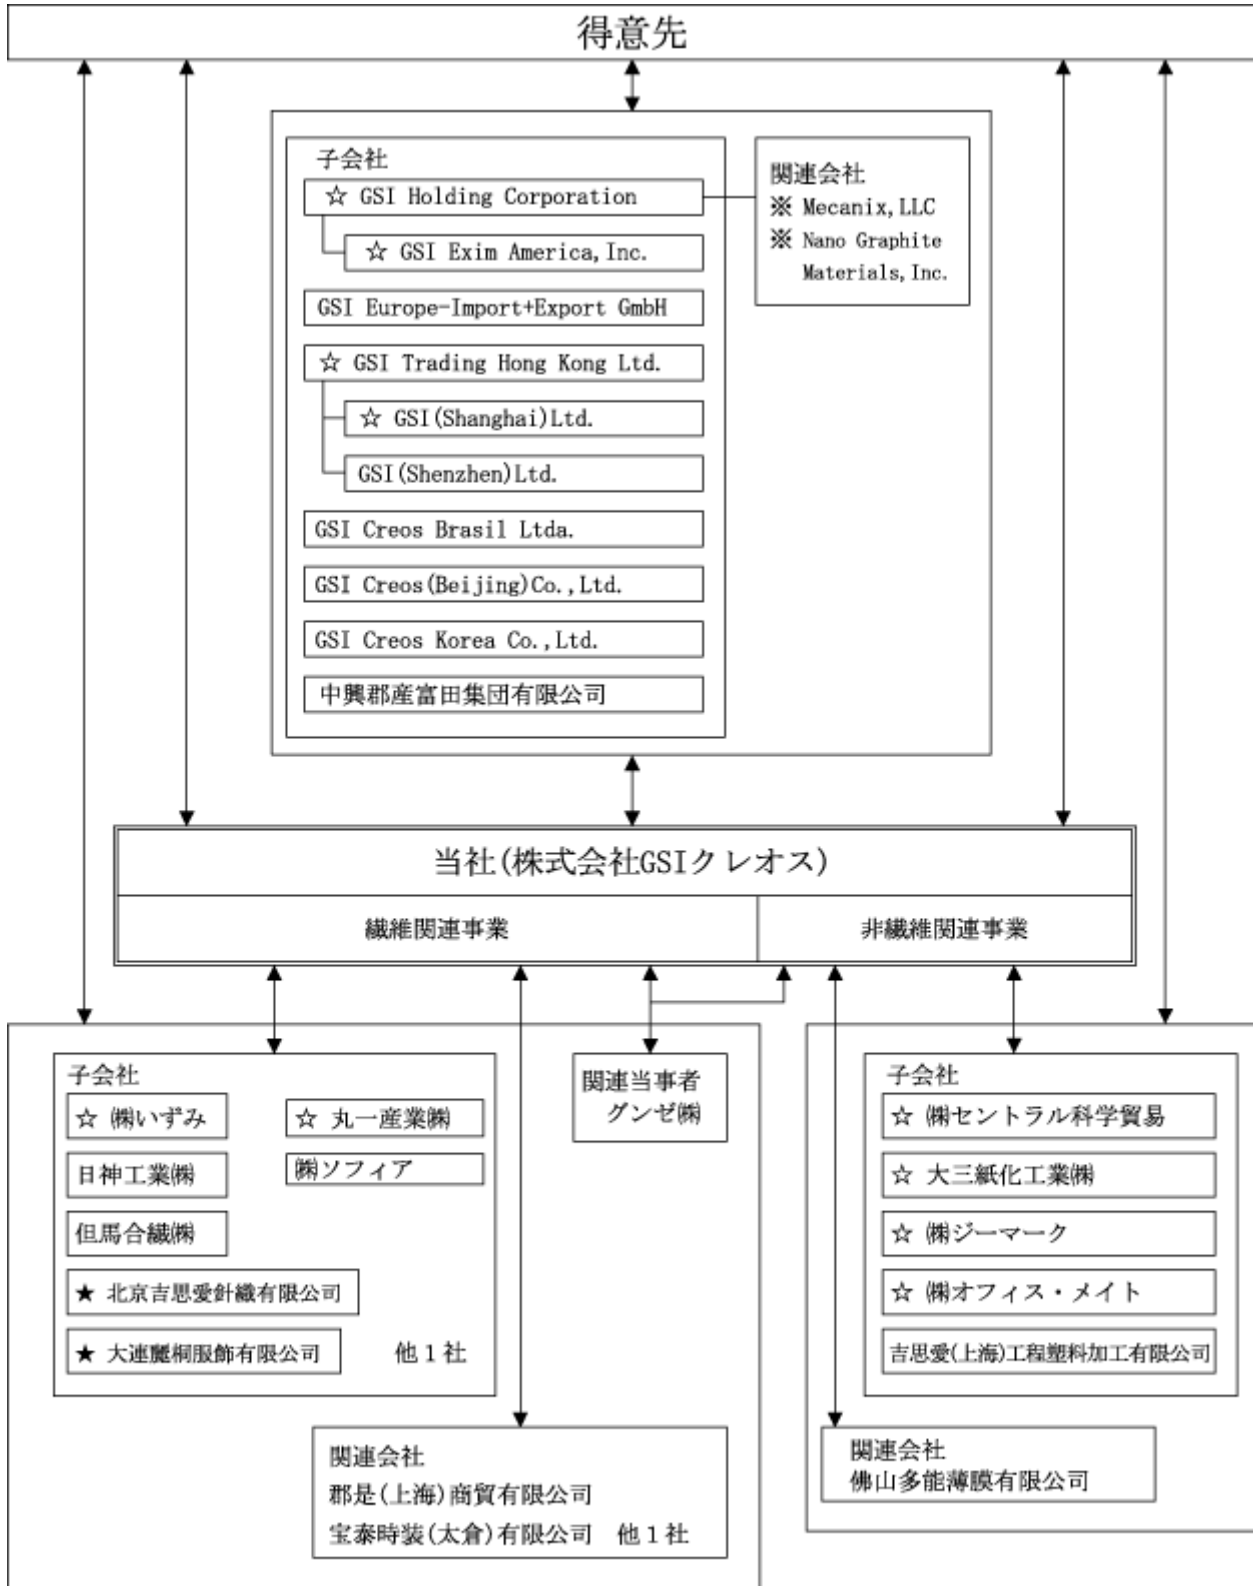 得意先
子会社
☆ GSI Holding Corporation
☆ GSI Exim America,Inc.
GSI Europe-Import+Export GmbH
☆ GSI Trading Hong Kong Ltd.
☆ GSI(Shanghai)Ltd.
GSI(Shenzhen)Ltd.
GSI Creos Brasil Ltda.
GSI Creos(Beijing)Co.,Ltd.
GSI Creos Korea Co.,Ltd.
中興郡産富田集団有限公司
関連会社
※ Mecanix,LLC
※ Nano Graphite
Materials,Inc.
当社(株式会社GSIクレオス)
繊維関連事業
非繊維関連事業
子会社
☆ ㈱いずみ
☆ 丸一産業㈱
日神工業㈱
㈱ソフィア
但馬合繊㈱
★ 北京吉思愛針織有限公司
★ 大連麗桐服飾有限公司
他１社
関連当事者
グンゼ㈱
関連会社
郡是(上海)商貿有限公司
宝泰時装(太倉)有限公司 他１社
子会社
☆ ㈱セントラル科学貿易
☆ 大三紙化工業㈱
☆ ㈱ジーマーク
☆ ㈱オフィス・メイト
吉思愛(上海)工程塑料加工有限公司
関連会社
佛山多能薄膜有限公司